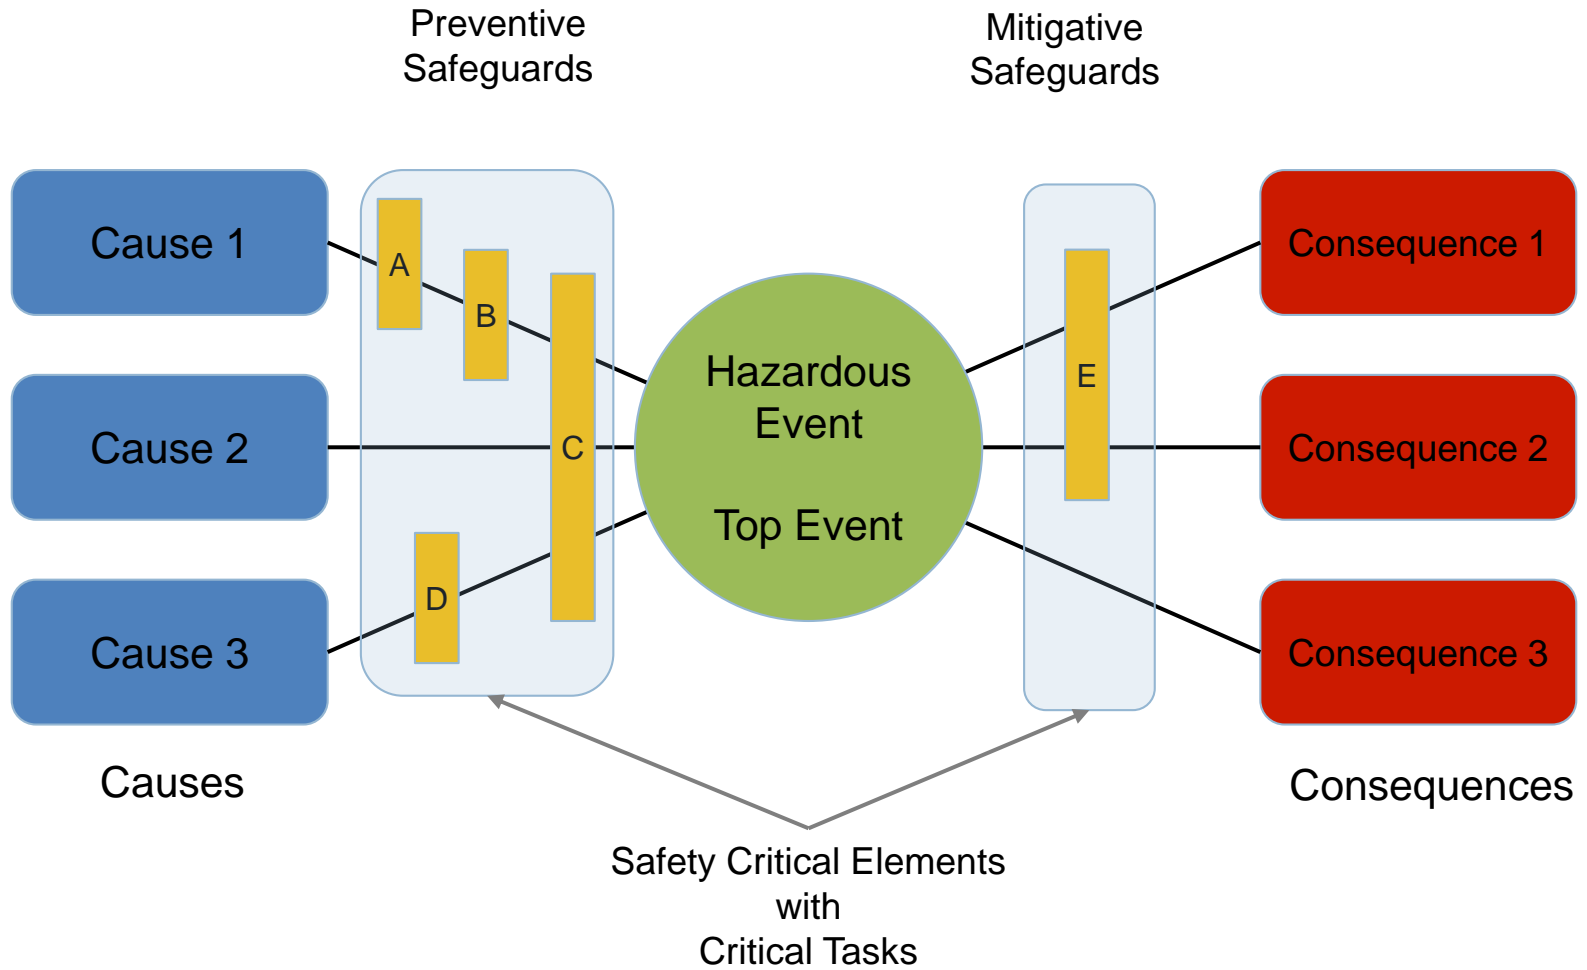 Preventive
Safeguards
Mitigative
Safeguards
Cause 1
A
B
C
D
Cause 2
Cause 3
Hazardous
Event
Top Event
E
Consequence 1
Consequence 2
Consequence 3
Causes
Consequences
Safety Critical Elements
with
Critical Tasks